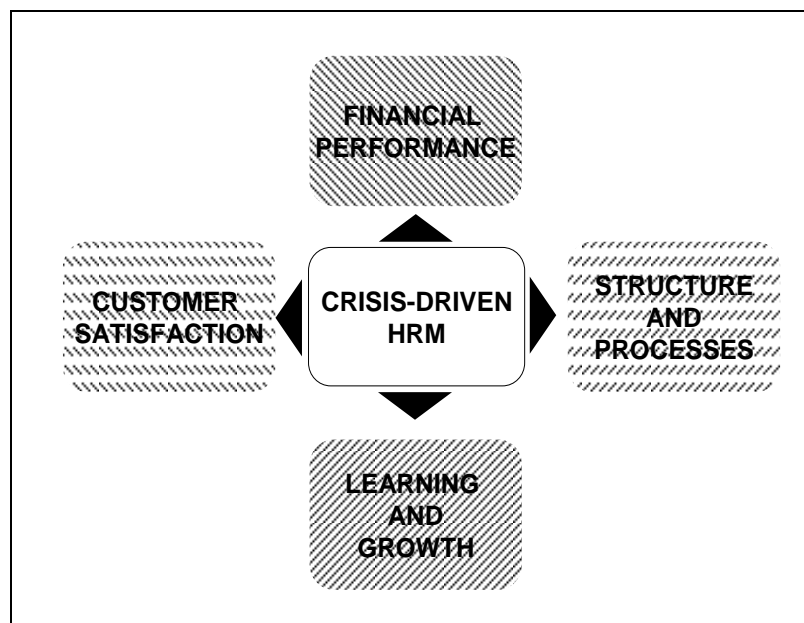 FINANCIAL
PERFORMANCE
CUSTOMER
SATISFACTION
CRISIS-DRIVEN
HRM
STRUCTURE
AND
PROCESSES
LEARNING
AND
GROWTH